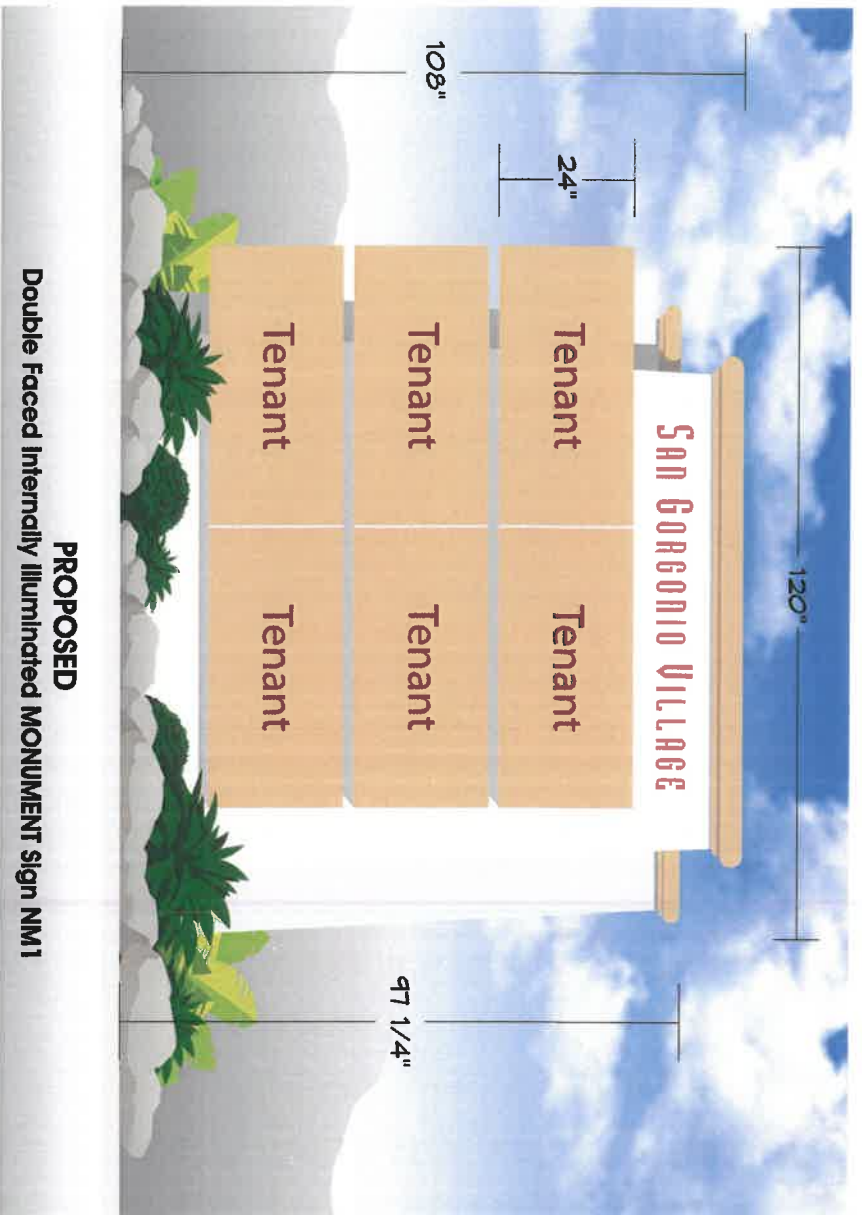 120"
108"
24"
SAN GORGONIO VILLAGE
Tenant Tenant
Tenant Tenant
Tenant Tenant
97 1/4"
PROPOSED
Double Faced Internally Illuminated MONUMENT Sign NM1